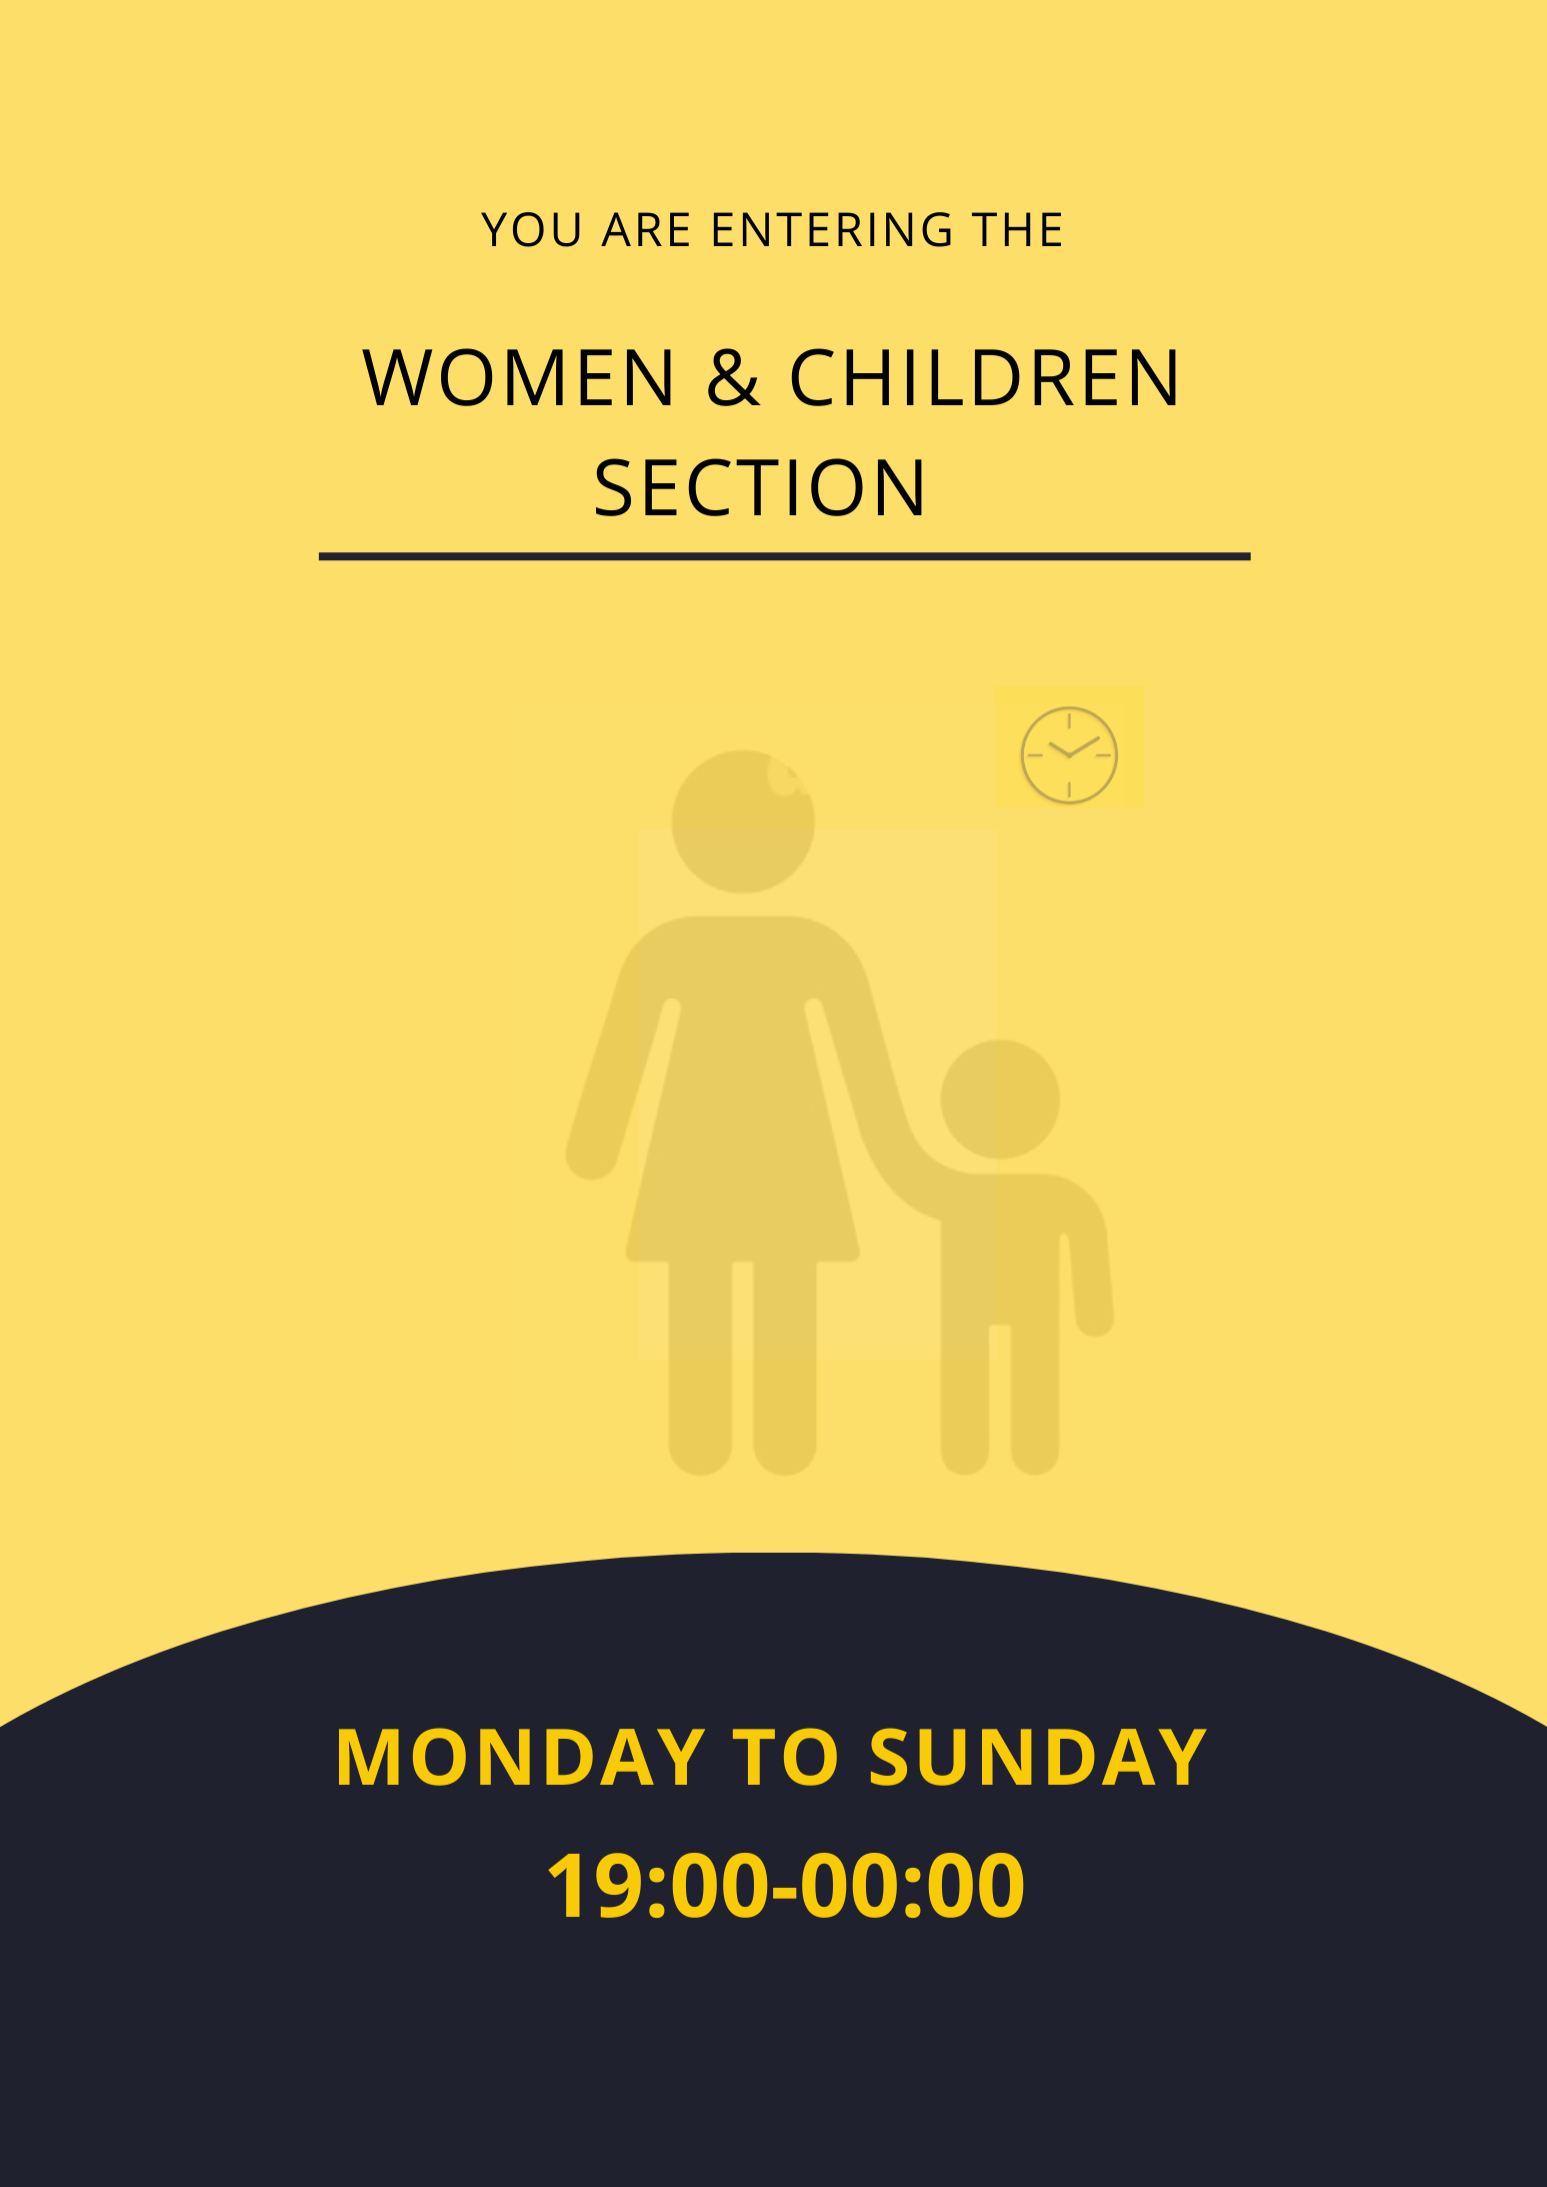 YOU ARE ENTERING THE
WOMEN & CHILDREN
SECTION
MONDAY TO SUNDAY
19:00-00:00